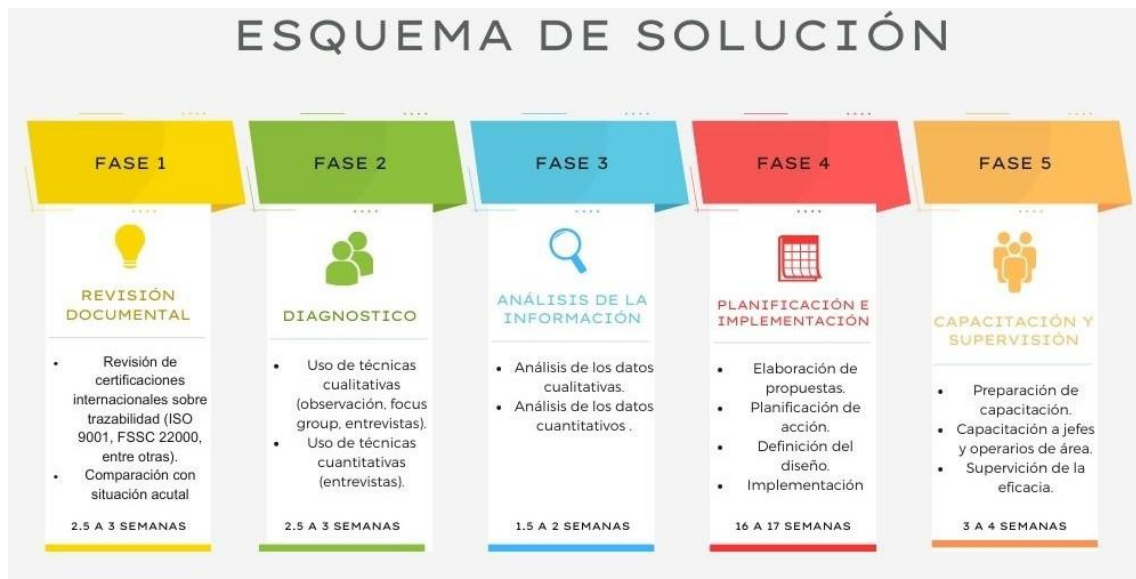 ESQUEMA DE SOLUCIÓN
FASE 1
REVISIÓN
DOCUMENTAL
• Revisión de
certificaciones
internacionales sobre
trazabilidad (ISO
9001, FSSC 22000,
entre otras).
• Comparación con
situación acutal
2.5 A 3 SEMANAS
FASE 2
DIAGNOSTICO
• Uso de técnicas
cualitativas
(observación, focus
group, entrevistas).
• Uso de técnicas
cuantitativas
(entrevistas).
2.5 A 3 SEMANAS
FASE 3
ANÁLISIS DE LA
INFORMACIÓN
• Análisis de los datos
cualitativas.
• Análisis de los datos
cuantitativos .
1.5 A 2 SEMANAS
FASE 4
PLANIFICACIÓN E
IMPLEMENTACIÓN
• Elaboración de
propuestas.
• Planificación de
acción.
• Definición del
diseño.
• Implementación
16 A 17 SEMANAS
FASE 5
CAPACITACIÓN Y
SUPERVISIÓN
• Preparación de
capacitación.
• Capacitación a jefes
y operarios de área.
• Supervición de la
eficacia.
3 A 4 SEMANAS